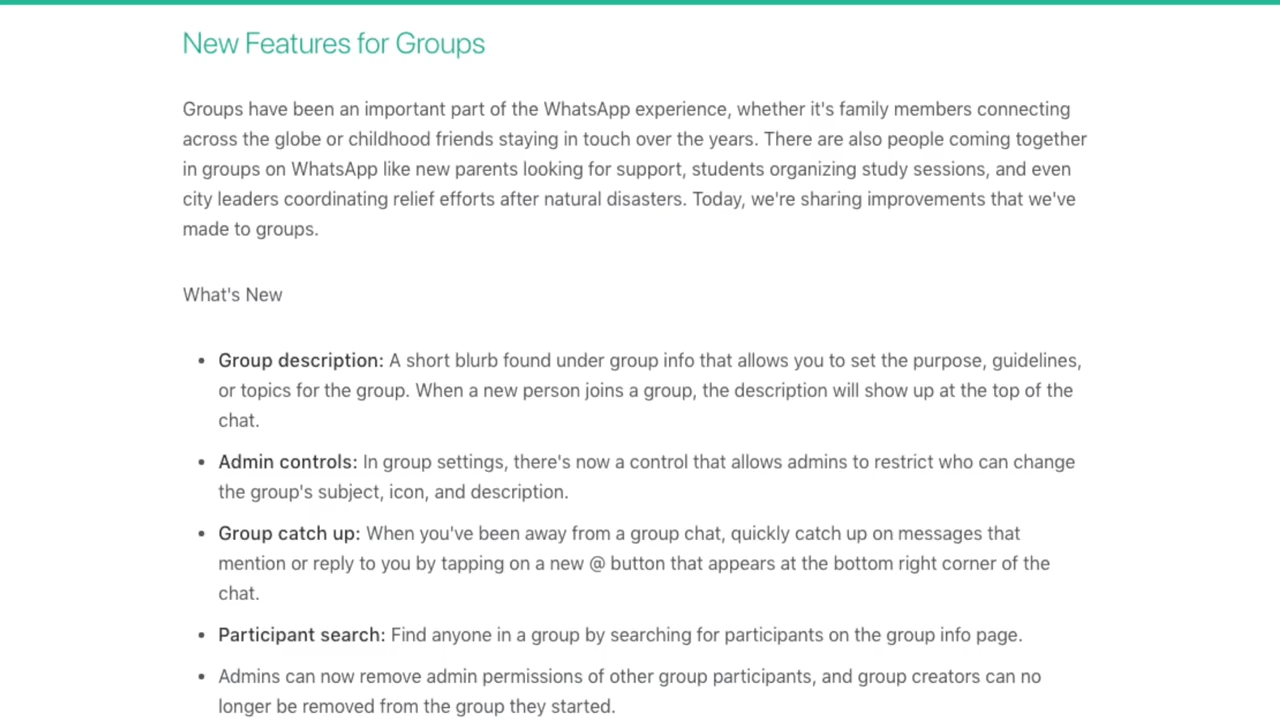 New Features for Groups
Groups have been an important part of the WhatsApp experience, whether it's family members connecting
across the globe or childhood friends staying in touch over the years. There are also people coming together
in groups on WhatsApp like new parents looking for support, students organizing study sessions, and even
city leaders coordinating relief efforts after natural disasters. Today, we're sharing improvements that we've
made to groups.
What's New
• Group description: A short blurb found under group info that allows you to set the purpose, guidelines,
or topics for the group. When a new person joins a group, the description will show up at the top of the
chat.
• Admin controls: In group settings, there's now a control that allows admins to restrict who can change
the group's subject, icon, and description.
• Group catch up: When you've been away from a group chat, quickly catch up on messages that
mention or reply to you by tapping on a new @ button that appears at the bottom right corner of the
chat.
• Participant search: Find anyone in a group by searching for participants on the group info page.
• Admins can now remove admin permissions of other group participants, and group creators can no
longer be removed from the group they started.